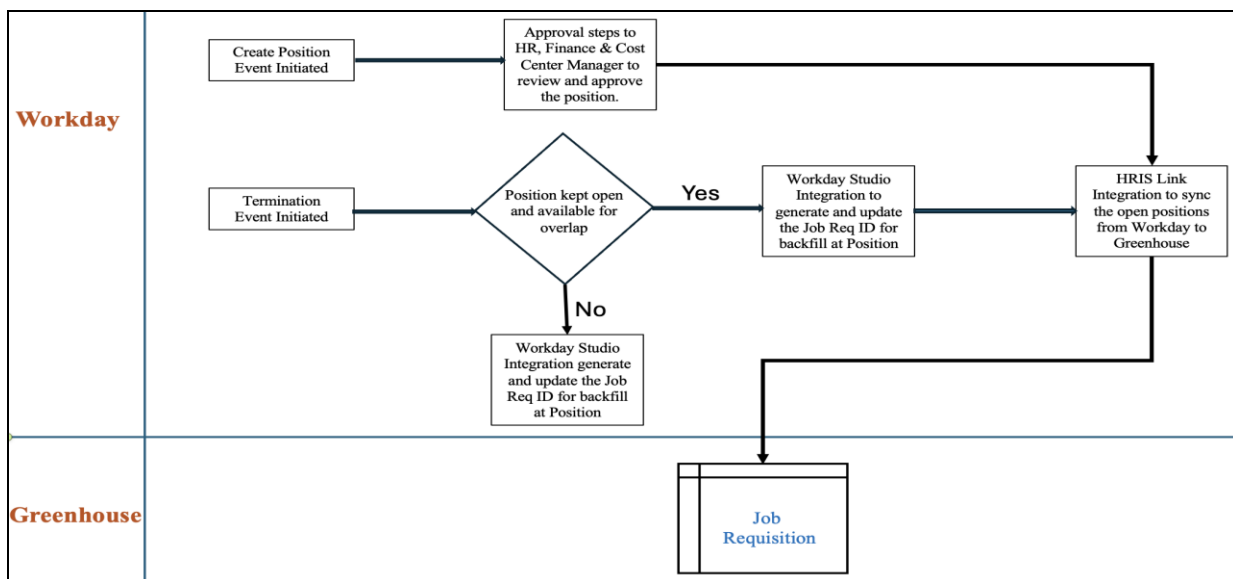 Workday
Create Position
Event Initiated
Approval steps to
HR, Finance & Cost
Center Manager to
review and approve
the position.
Termination
Event Initiated
Position kept open
and available for
overlap
Yes
Workday Studio
Integration to
generate and update
the Job Req ID for
backfill at Position
HRIS Link
Integration to sync
the open positions
from Workday to
Greenhouse
No
Workday Studio
Integration generate
and update the Job
Req ID for backfill
at Position
Greenhouse
Job
Requisition